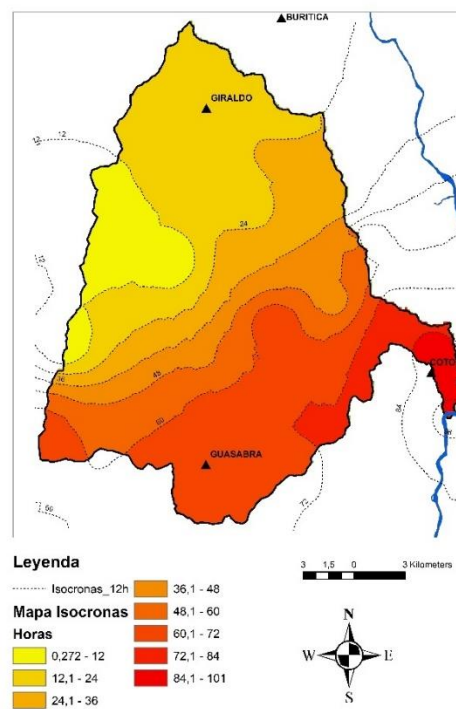 BURITICA
GIRALDO
12
12
24
12
36
48
60
COTO
84
96
GUASABRA
72
66
Leyenda
Isocronas_12h
Mapa Isocronas
Horas
0,272 - 12
12,1 - 24
24,1 - 36
36,1 - 48
48,1 - 60
60,1 - 72
72,1 - 84
84,1 - 101
3 1,5 0 3 Kilometers
N
W E
S